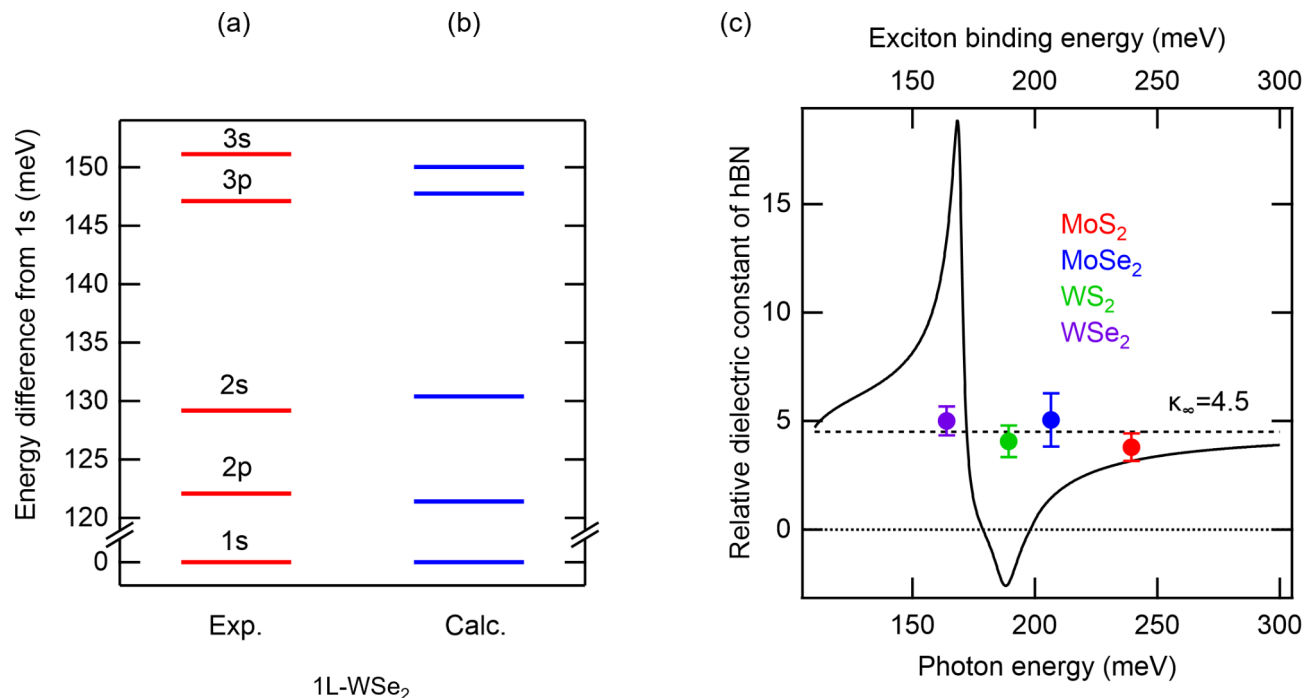 (a)
(b)
Energy difference from 1s (meV)
150
145
140
135
130
125
120
0
3s
3p
2s
2p
1s
Exp.
Calc.
1L-WSe₂
(c)
Exciton binding energy (meV)
150 200 250 300
Relative dielectric constant of hBN
15
10
5
0
MoS₂
MoSe₂
WS₂
WSe₂
κ∞=4.5
150 200 250 300
Photon energy (meV)